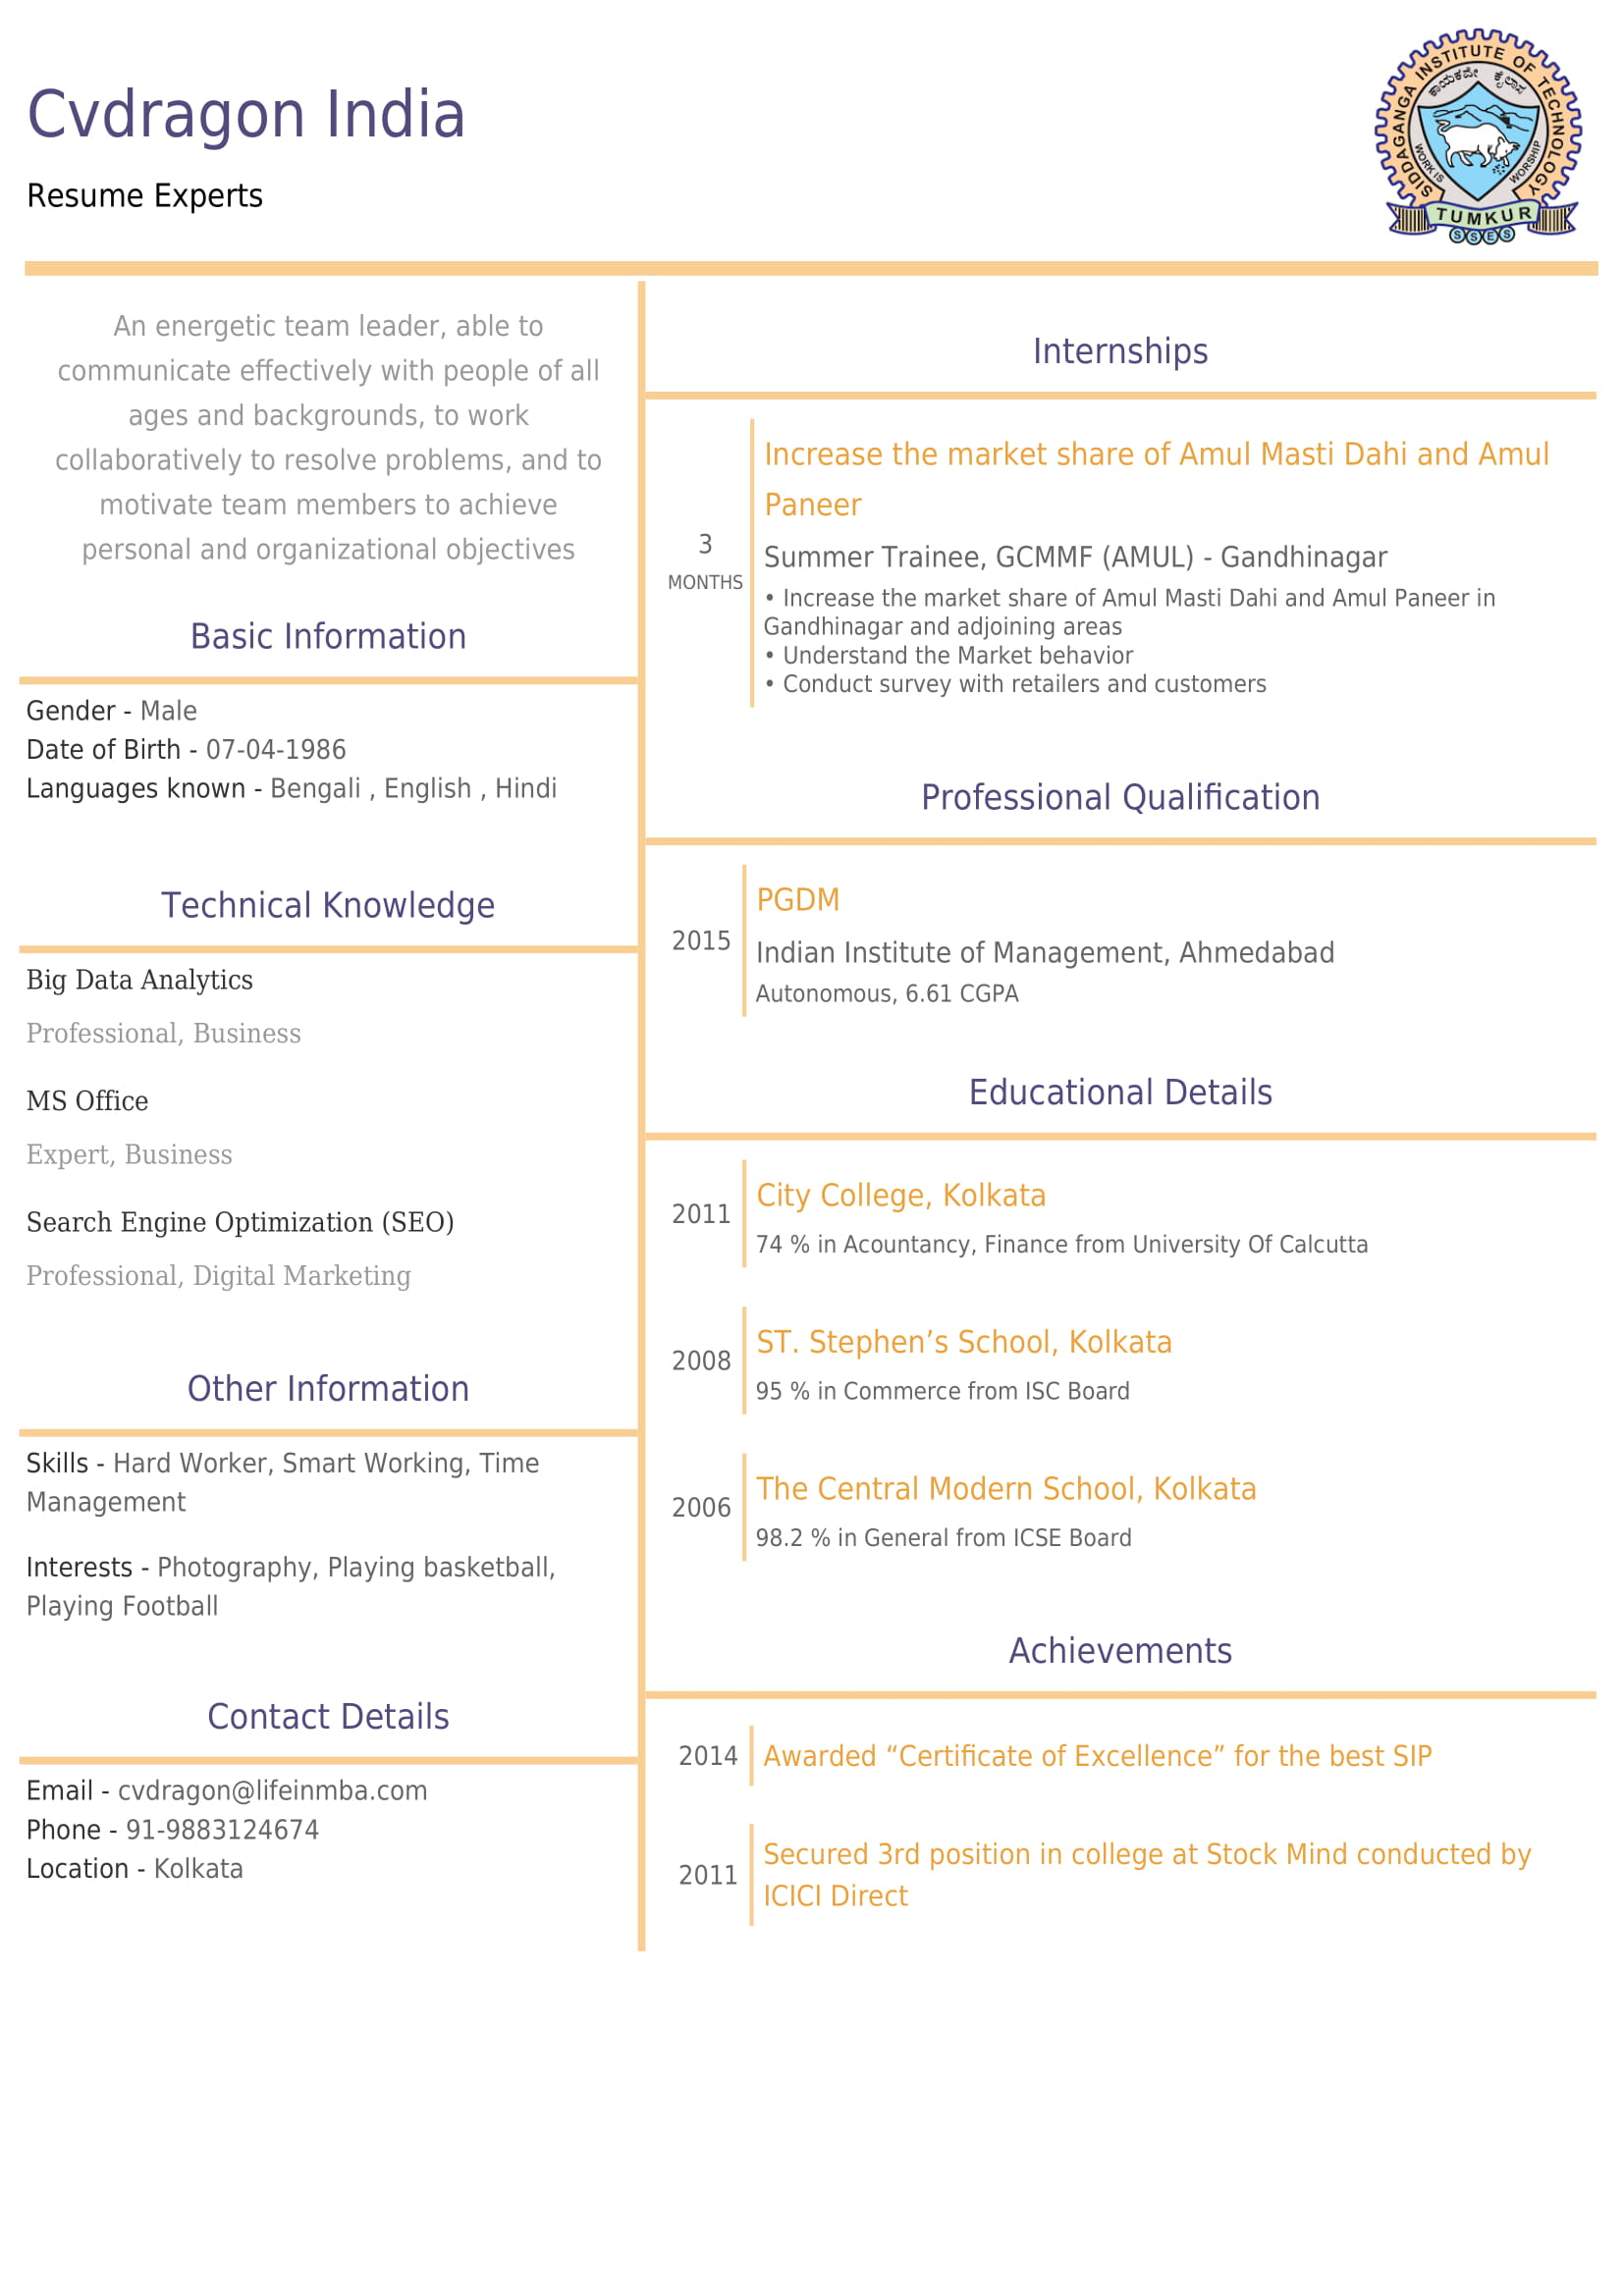 Cvdragon India
Resume Experts
SIDDAGANGA INSTITUTE OF TECHNOLOGY
ಕಾಯಕವೇ ಕೈಲಾಸ
WORK IS WORSHIP
TUMKUR
SSES
An energetic team leader, able to
communicate effectively with people of all
ages and backgrounds, to work
collaboratively to resolve problems, and to
motivate team members to achieve
personal and organizational objectives
Basic Information
Gender - Male
Date of Birth - 07-04-1986
Languages known - Bengali , English , Hindi
Technical Knowledge
Big Data Analytics
Professional, Business
MS Office
Expert, Business
Search Engine Optimization (SEO)
Professional, Digital Marketing
Other Information
Skills - Hard Worker, Smart Working, Time
Management
Interests - Photography, Playing basketball,
Playing Football
Contact Details
Email - cvdragon@lifeinmba.com
Phone - 91-9883124674
Location - Kolkata
Internships
3
MONTHS
Increase the market share of Amul Masti Dahi and Amul
Paneer
Summer Trainee, GCMMF (AMUL) - Gandhinagar
• Increase the market share of Amul Masti Dahi and Amul Paneer in
Gandhinagar and adjoining areas
• Understand the Market behavior
• Conduct survey with retailers and customers
Professional Qualification
2015
PGDM
Indian Institute of Management, Ahmedabad
Autonomous, 6.61 CGPA
Educational Details
2011
City College, Kolkata
74 % in Acountancy, Finance from University Of Calcutta
2008
ST. Stephen’s School, Kolkata
95 % in Commerce from ISC Board
2006
The Central Modern School, Kolkata
98.2 % in General from ICSE Board
Achievements
2014
Awarded “Certificate of Excellence” for the best SIP
2011
Secured 3rd position in college at Stock Mind conducted by
ICICI Direct